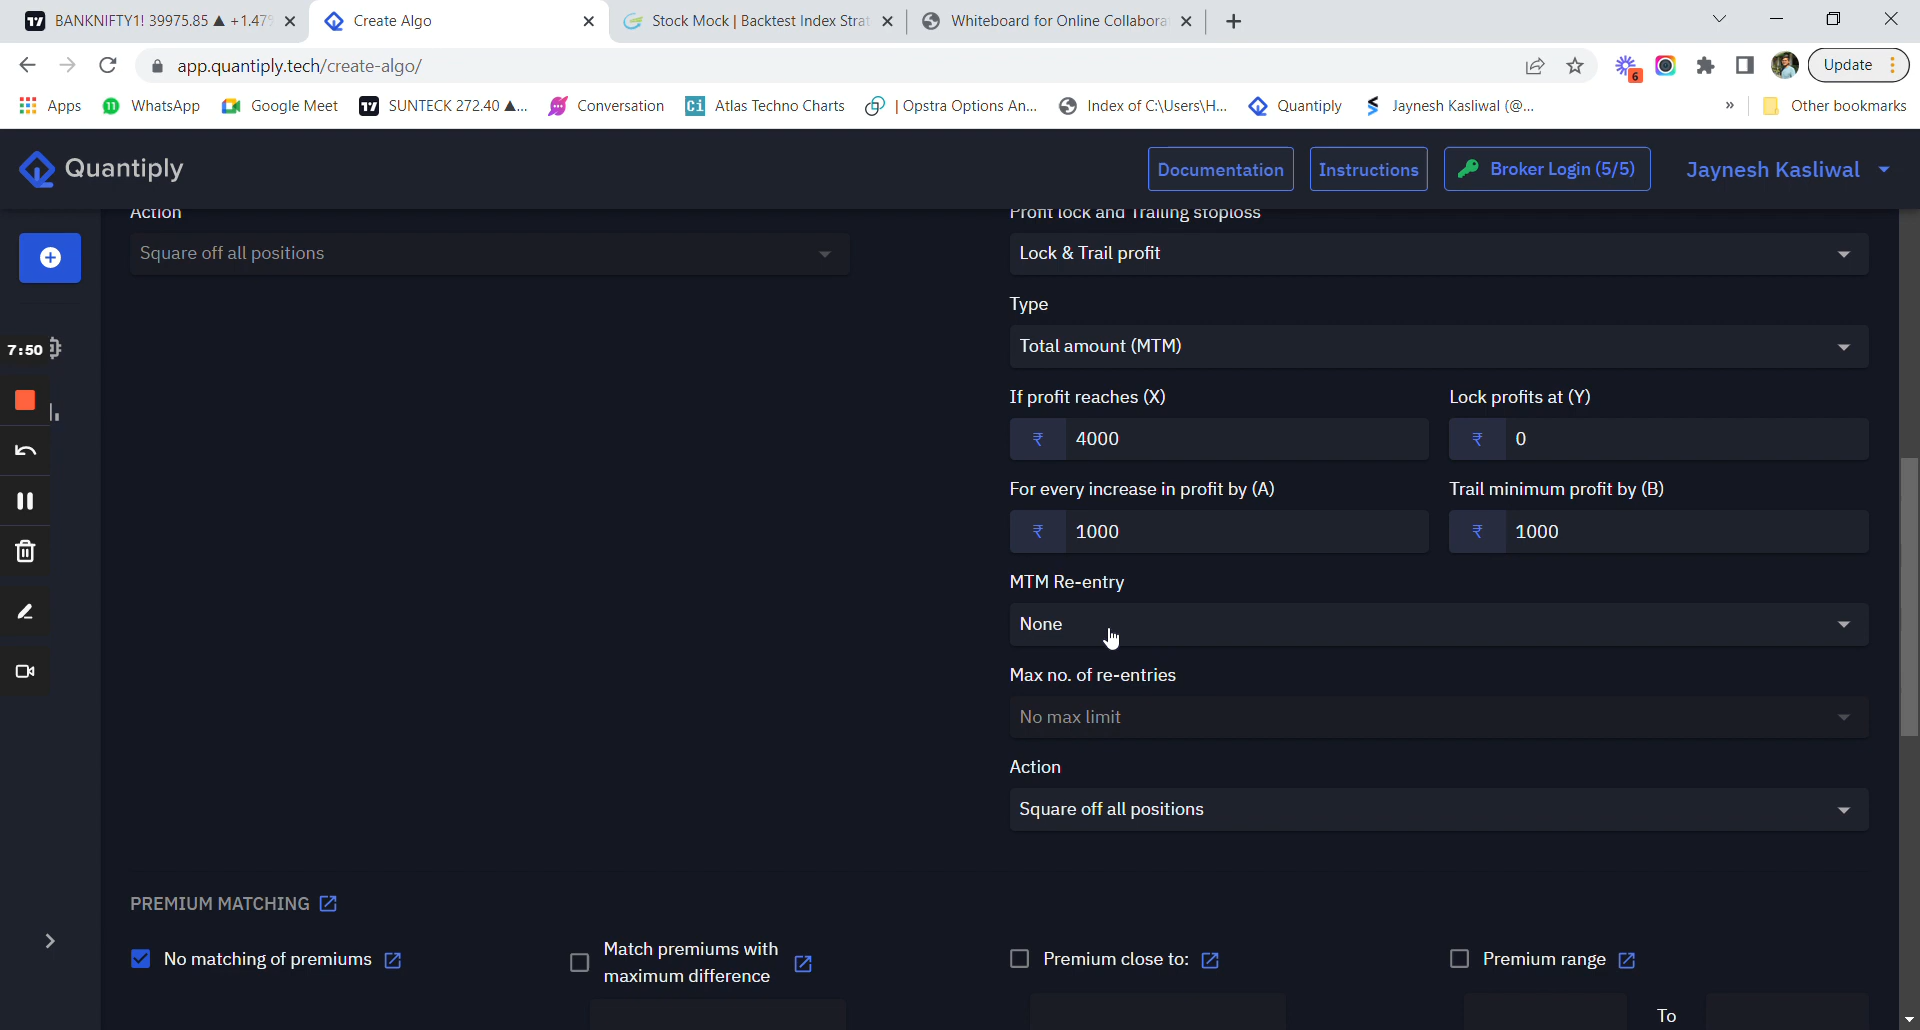 BANKNIFTY1! 39975.85 ▲ +1.47%
Create Algo
Stock Mock | Backtest Index Strat
Whiteboard for Online Collabora
app.quantiply.tech/create-algo/
6
Update
Apps
WhatsApp
Google Meet
SUNTECK 272.40 ▲...
Conversation
Atlas Techno Charts
| Opstra Options An...
Index of C:\Users\H...
Quantiply
Jaynesh Kasliwal (@...
»
Other bookmarks
Quantiply
Documentation
Instructions
Broker Login (5/5)
Jaynesh Kasliwal
Action
Square off all positions
Profit lock and Trailing stoploss
Lock & Trail profit
7:50
Type
Total amount (MTM)
If profit reaches (X)
Lock profits at (Y)
₹ 4000
₹ 0
For every increase in profit by (A)
Trail minimum profit by (B)
₹ 1000
₹ 1000
MTM Re-entry
None
Max no. of re-entries
No max limit
Action
Square off all positions
PREMIUM MATCHING
No matching of premiums
Match premiums with
maximum difference
Premium close to:
Premium range
To